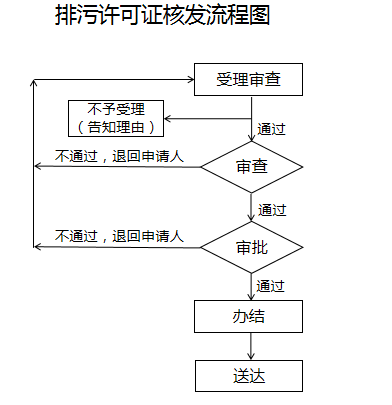 排污许可证核发流程图
受理审查
不予受理
（告知理由）
通过
不通过，退回申请人
审查
通过
不通过，退回申请人
审批
通过
办结
送达